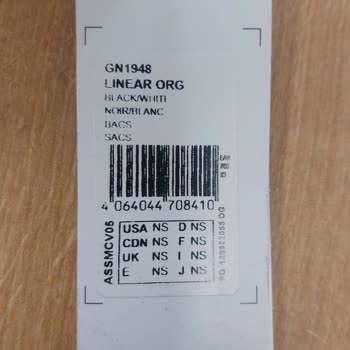 GN1948
LINEAR ORG
BLACK/WHITE
NOIR/BLANC
BAGS
SACS
4 064044 708410
EAN
ASSMCV05
USA NS D NS
CDN NS F NS
UK NS I NS
E NS J NS